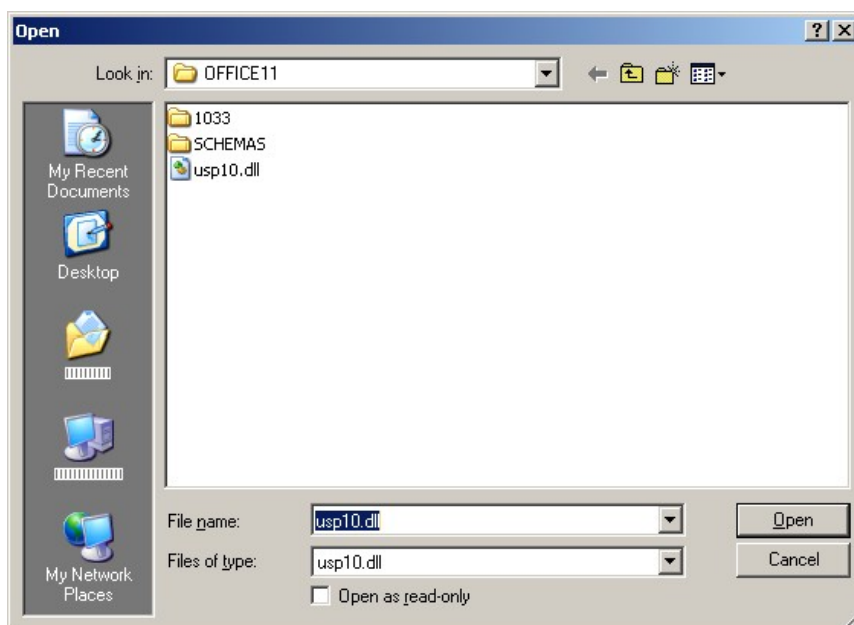 Open
Look in: OFFICE11
1033
SCHEMAS
usp10.dll
My Recent
Documents
Desktop
My Network
Places
File name: usp10.dll
Open
Files of type: usp10.dll
Cancel
Open as read-only